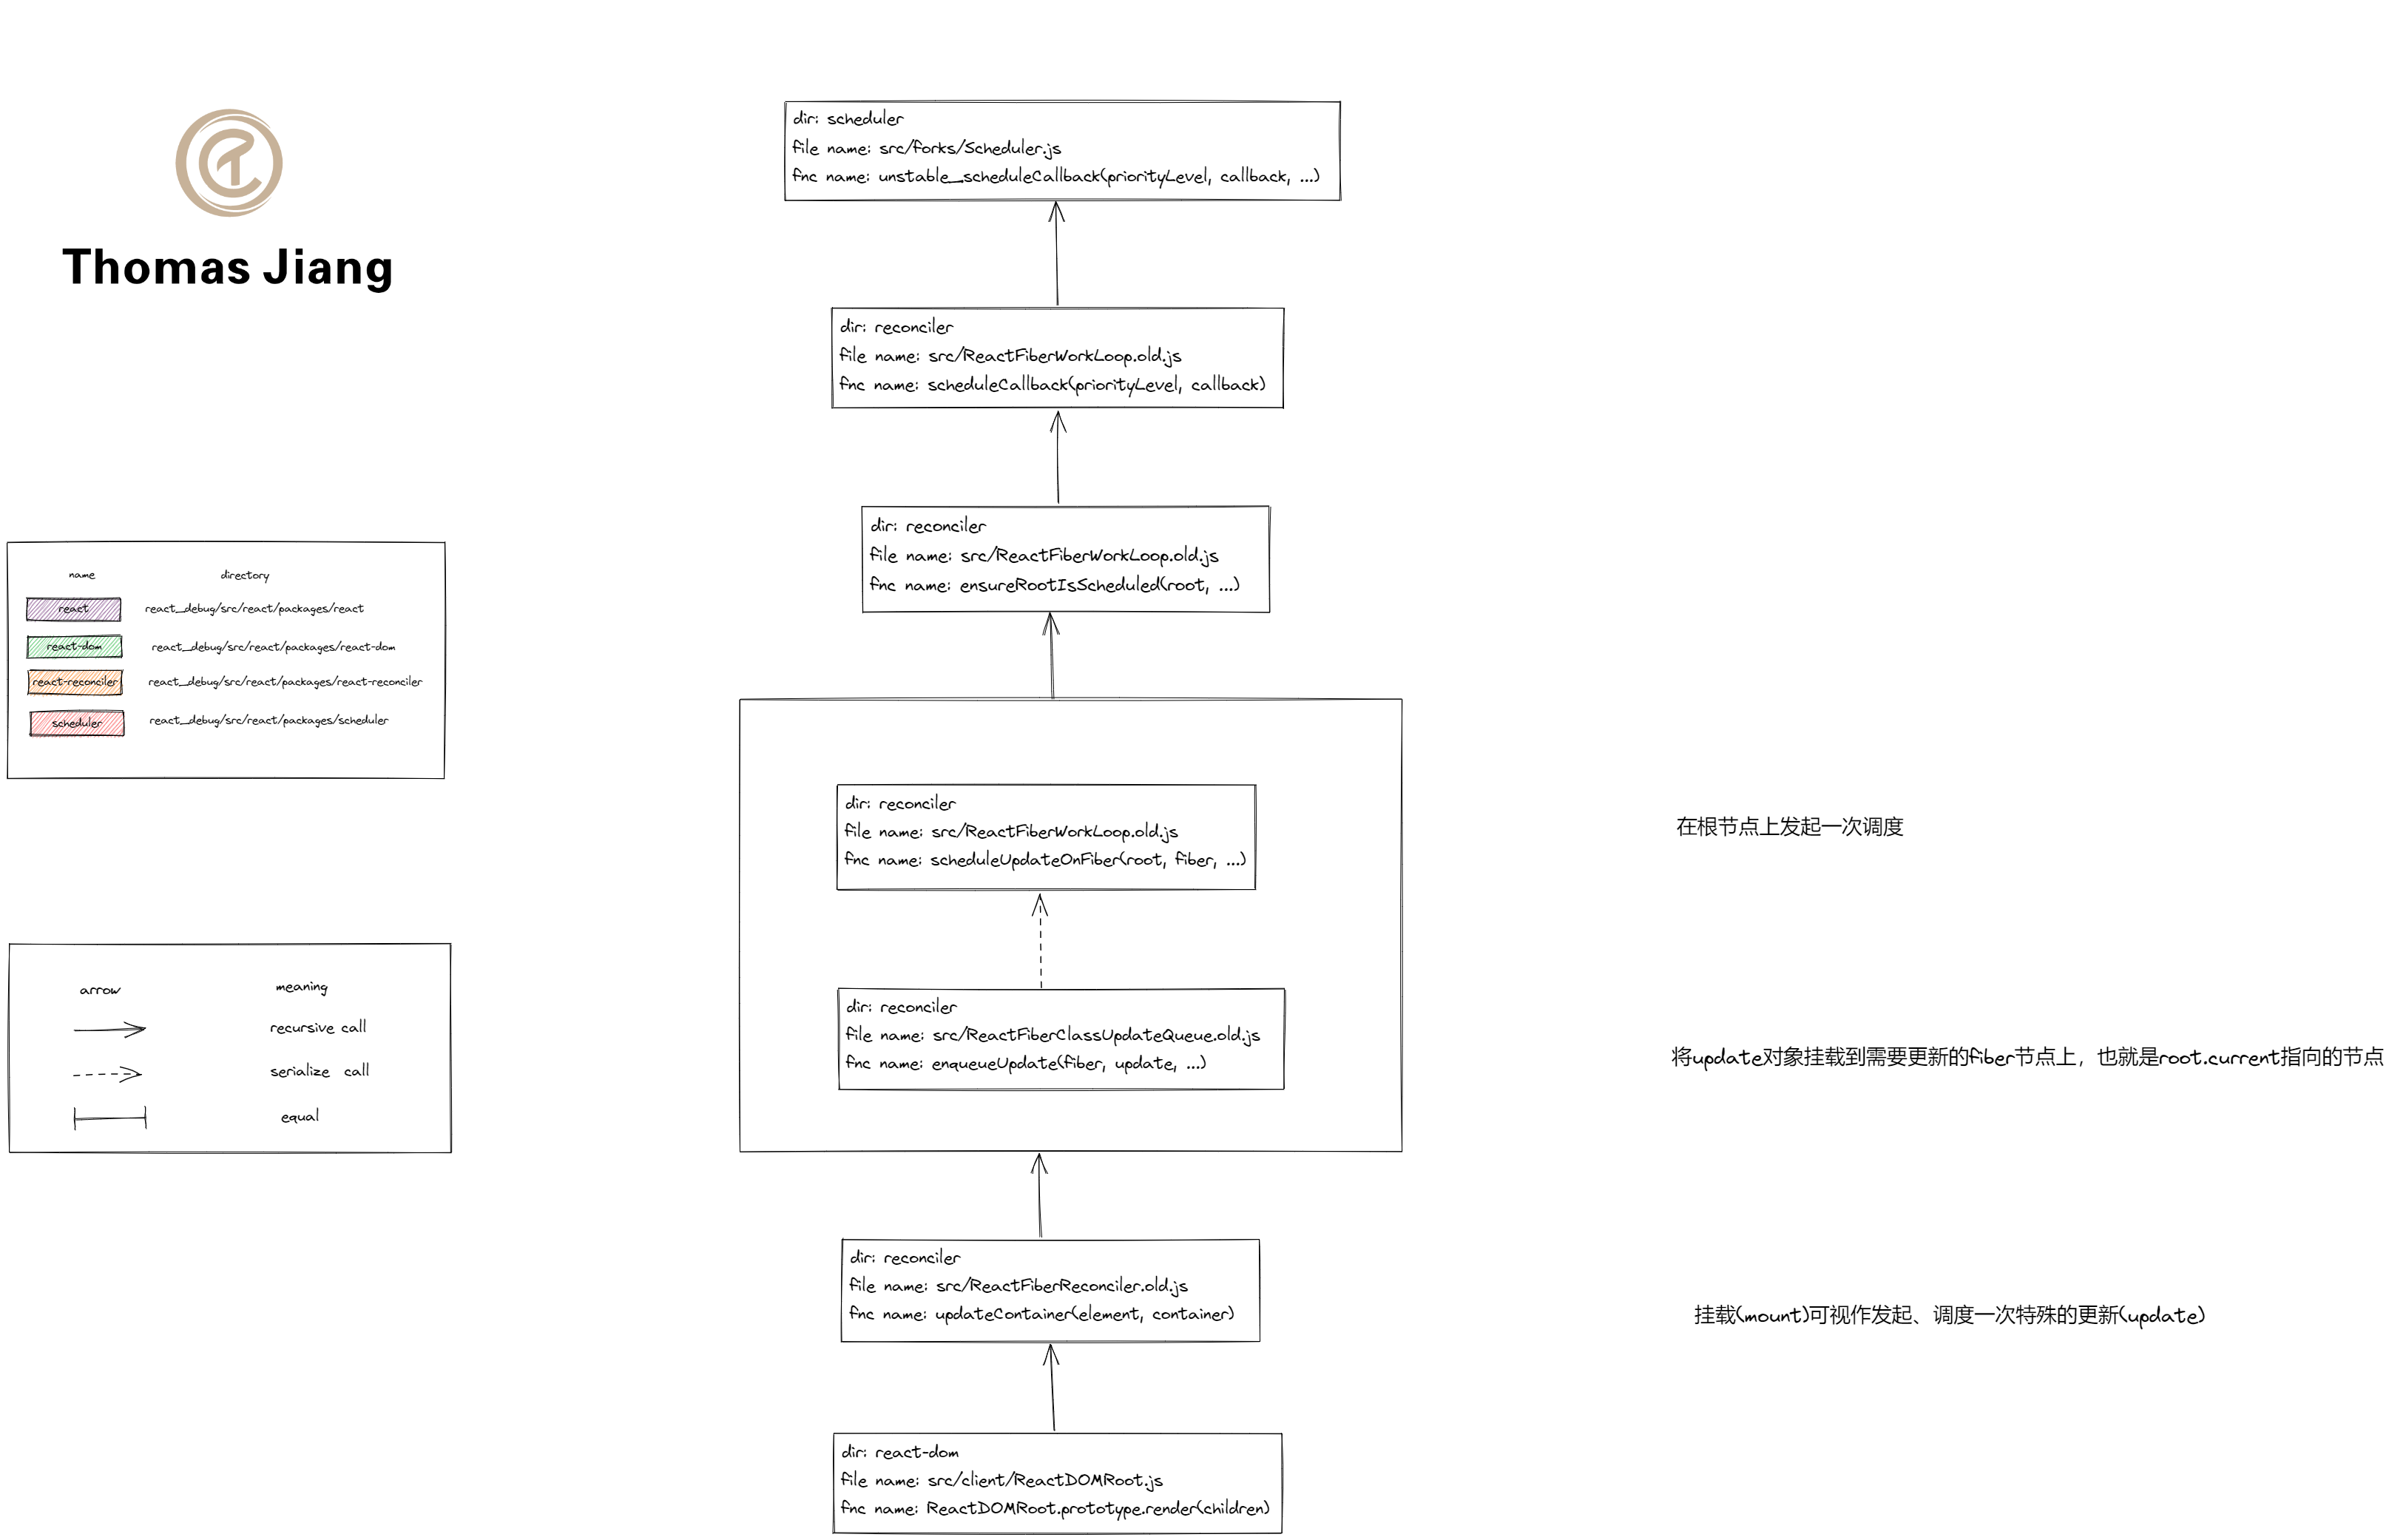 Thomas Jiang
name directory
react react_debug/src/react/packages/react
react-dom react_debug/src/react/packages/react-dom
react-reconciler react_debug/src/react/packages/react-reconciler
scheduler react_debug/src/react/packages/scheduler
arrow meaning
recursive call
serialize call
equal
dir: scheduler
file name: src/forks/Scheduler.js
fnc name: unstable_scheduleCallback(priorityLevel, callback, ...)
dir: reconciler
file name: src/ReactFiberWorkLoop.old.js
fnc name: scheduleCallback(priorityLevel, callback)
dir: reconciler
file name: src/ReactFiberWorkLoop.old.js
fnc name: ensureRootIsScheduled(root, ...)
dir: reconciler
file name: src/ReactFiberWorkLoop.old.js
fnc name: scheduleUpdateOnFiber(root, fiber, ...)
dir: reconciler
file name: src/ReactFiberClassUpdateQueue.old.js
fnc name: enqueueUpdate(fiber, update, ...)
dir: reconciler
file name: src/ReactFiberReconciler.old.js
fnc name: updateContainer(element, container)
dir: react-dom
file name: src/client/ReactDOMRoot.js
fnc name: ReactDOMRoot.prototype.render(children)
在根节点上发起一次调度
将update对象挂载到需要更新的fiber节点上，也就是root.current指向的节点
挂载(mount)可视作发起、调度一次特殊的更新(update)